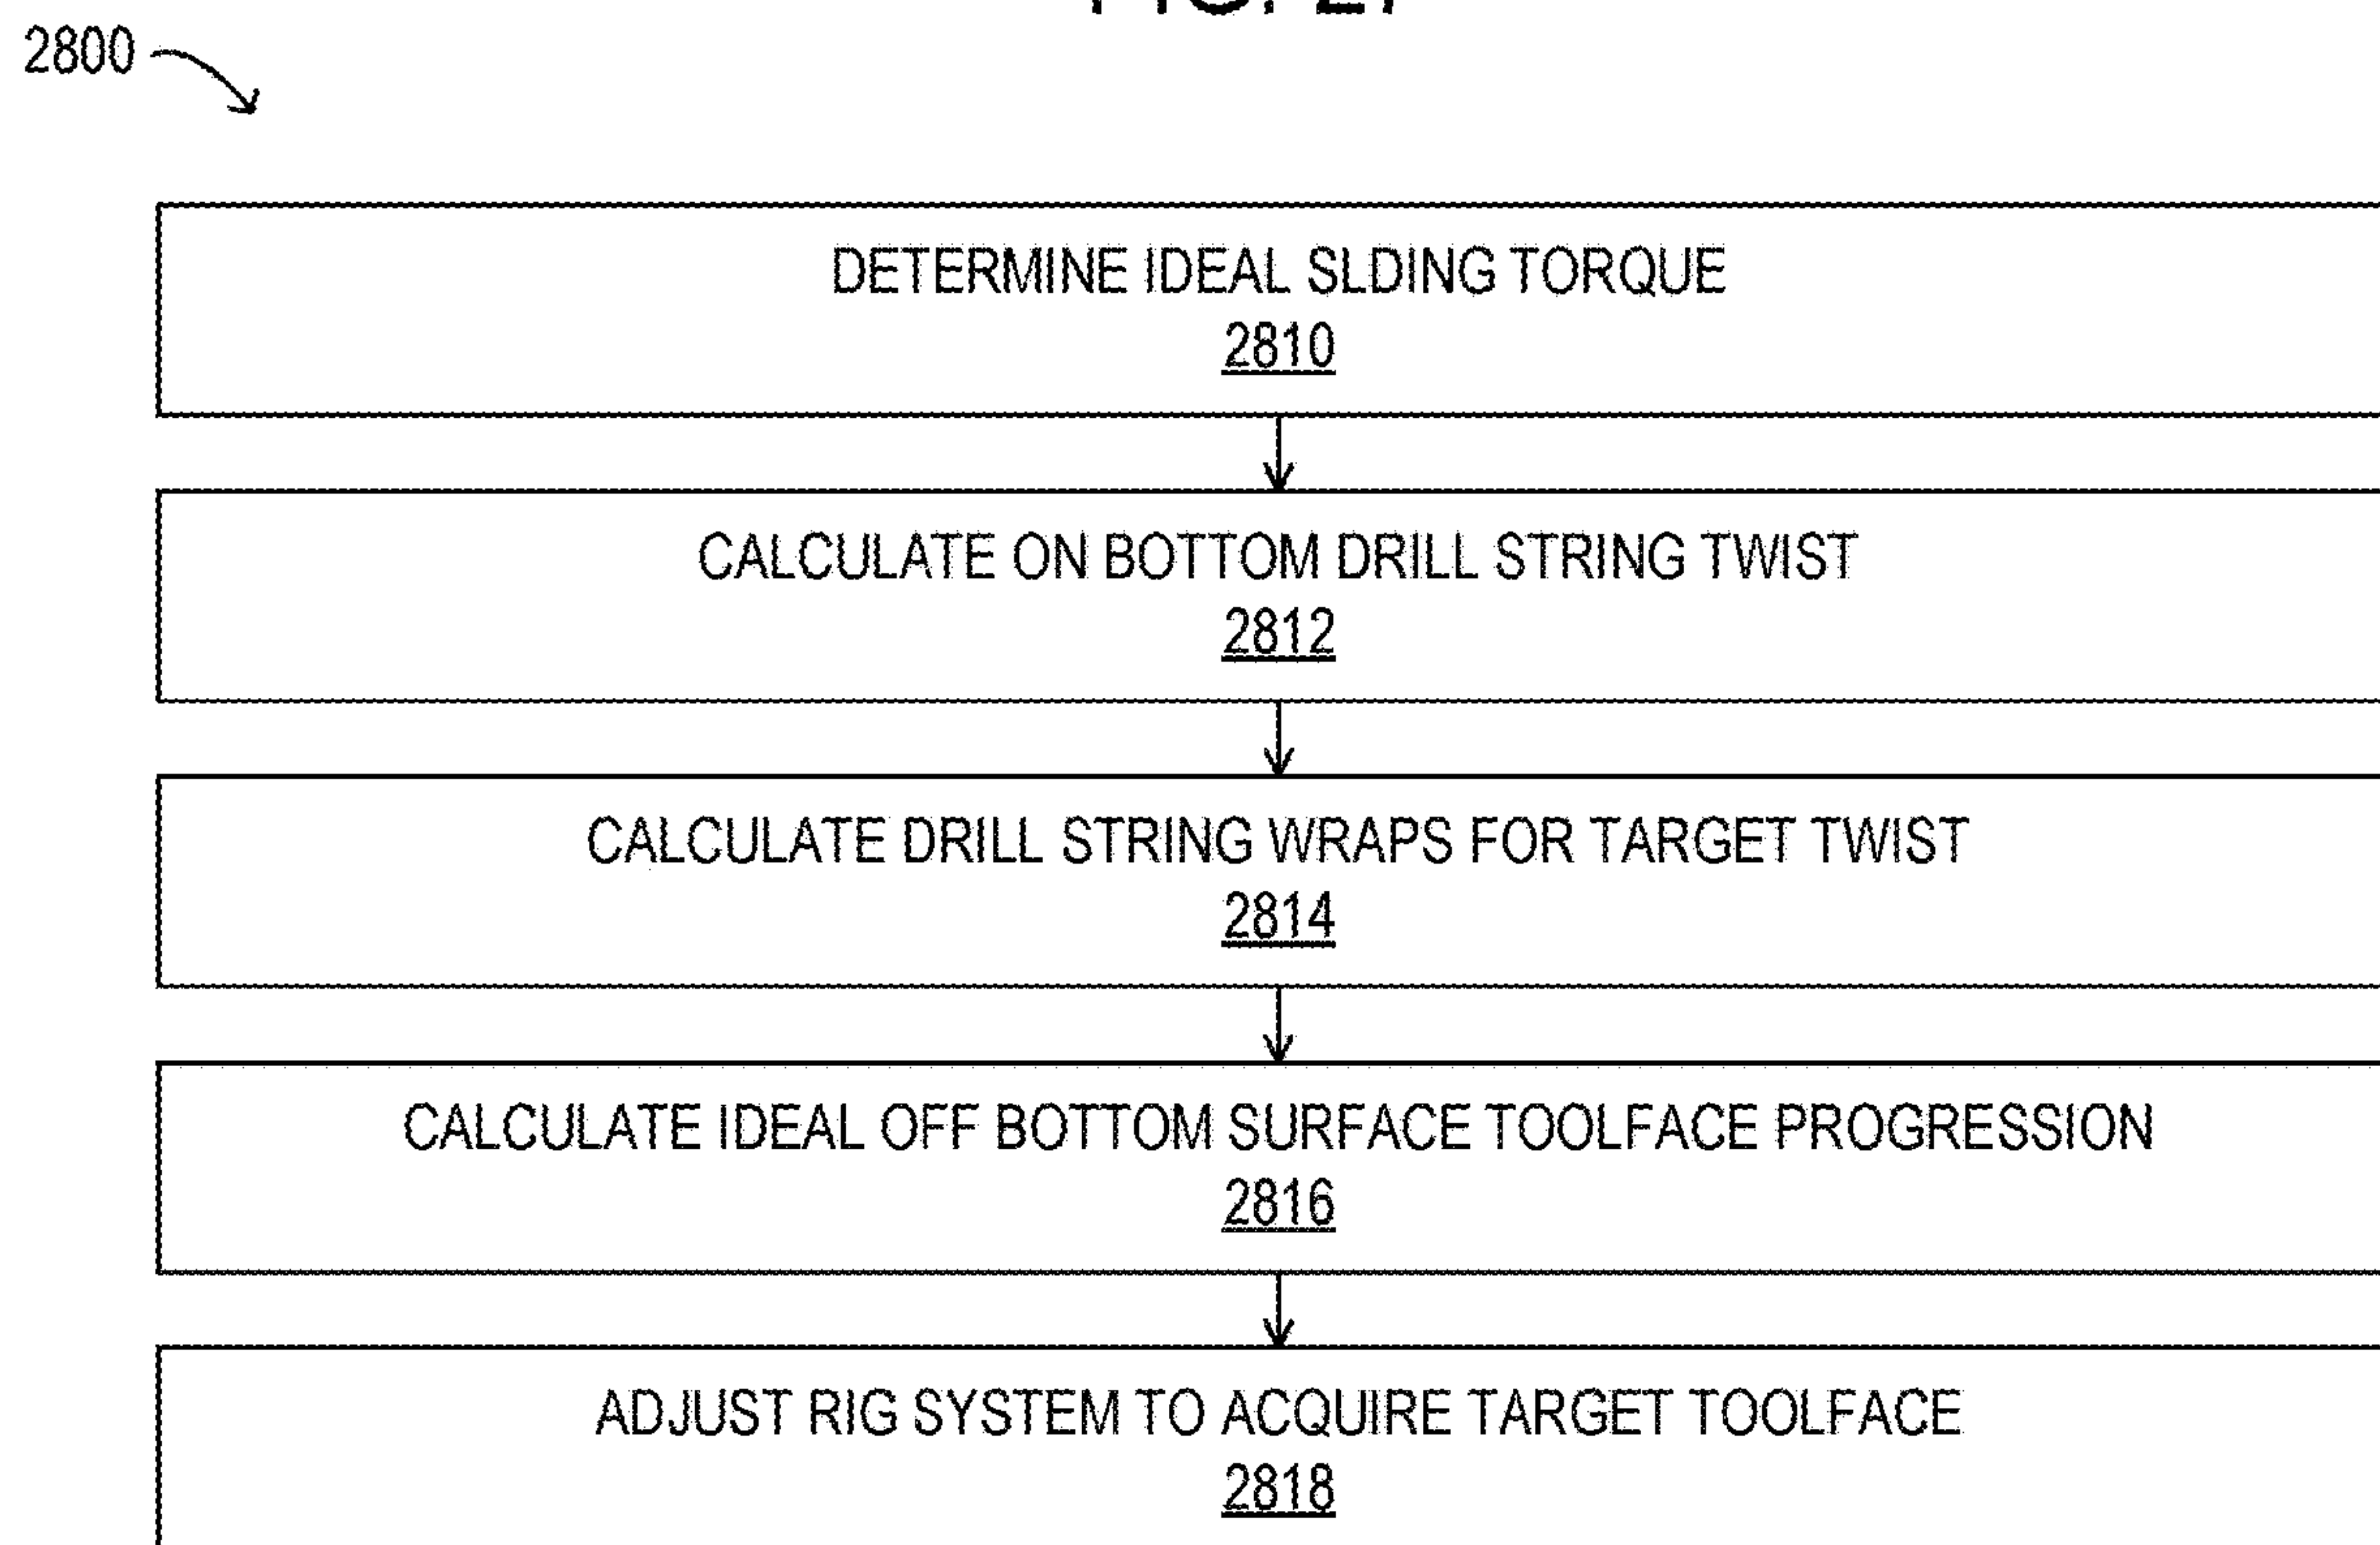 2800
DETERMINE IDEAL SLDING TORQUE
2810
CALCULATE ON BOTTOM DRILL STRING TWIST
2812
CALCULATE DRILL STRING WRAPS FOR TARGET TWIST
2814
CALCULATE IDEAL OFF BOTTOM SURFACE TOOLFACE PROGRESSION
2816
ADJUST RIG SYSTEM TO ACQUIRE TARGET TOOLFACE
2818